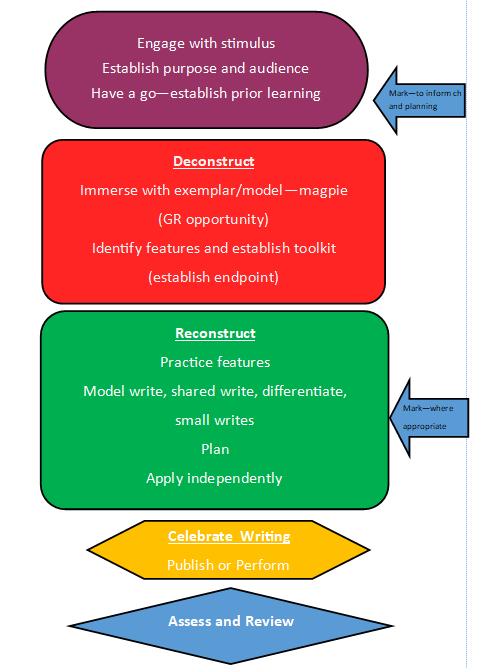 Engage with stimulus
Establish purpose and audience
Have a go—establish prior learning
Mark—to inform ch
and planning
Deconstruct
Immerse with exemplar/model—magpie
(GR opportunity)
Identify features and establish toolkit
(establish endpoint)
Reconstruct
Practice features
Model write, shared write, differentiate,
small writes
Plan
Apply independently
Mark—where
appropriate
Celebrate Writing
Publish or Perform
Assess and Review